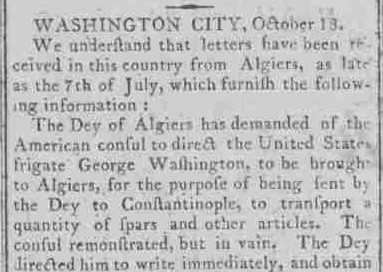 WASHINGTON CITY, October 13.
We underſtand that letters have been re-
ceived in this country from Algiers, as late
as the 7th of July, which furniſh the follow-
ing information :
The Dey of Algiers has demanded of the
American conſul to direct the United States
frigate George Waſhington, to be brought
to Algiers, for the purpoſe of being ſent by
the Dey to Conſtantinople, to tranſport a
quantity of ſpars and other articles. The
conſul remonſtrated, but in vain. The Dey
directed him to write immediately, and obtain